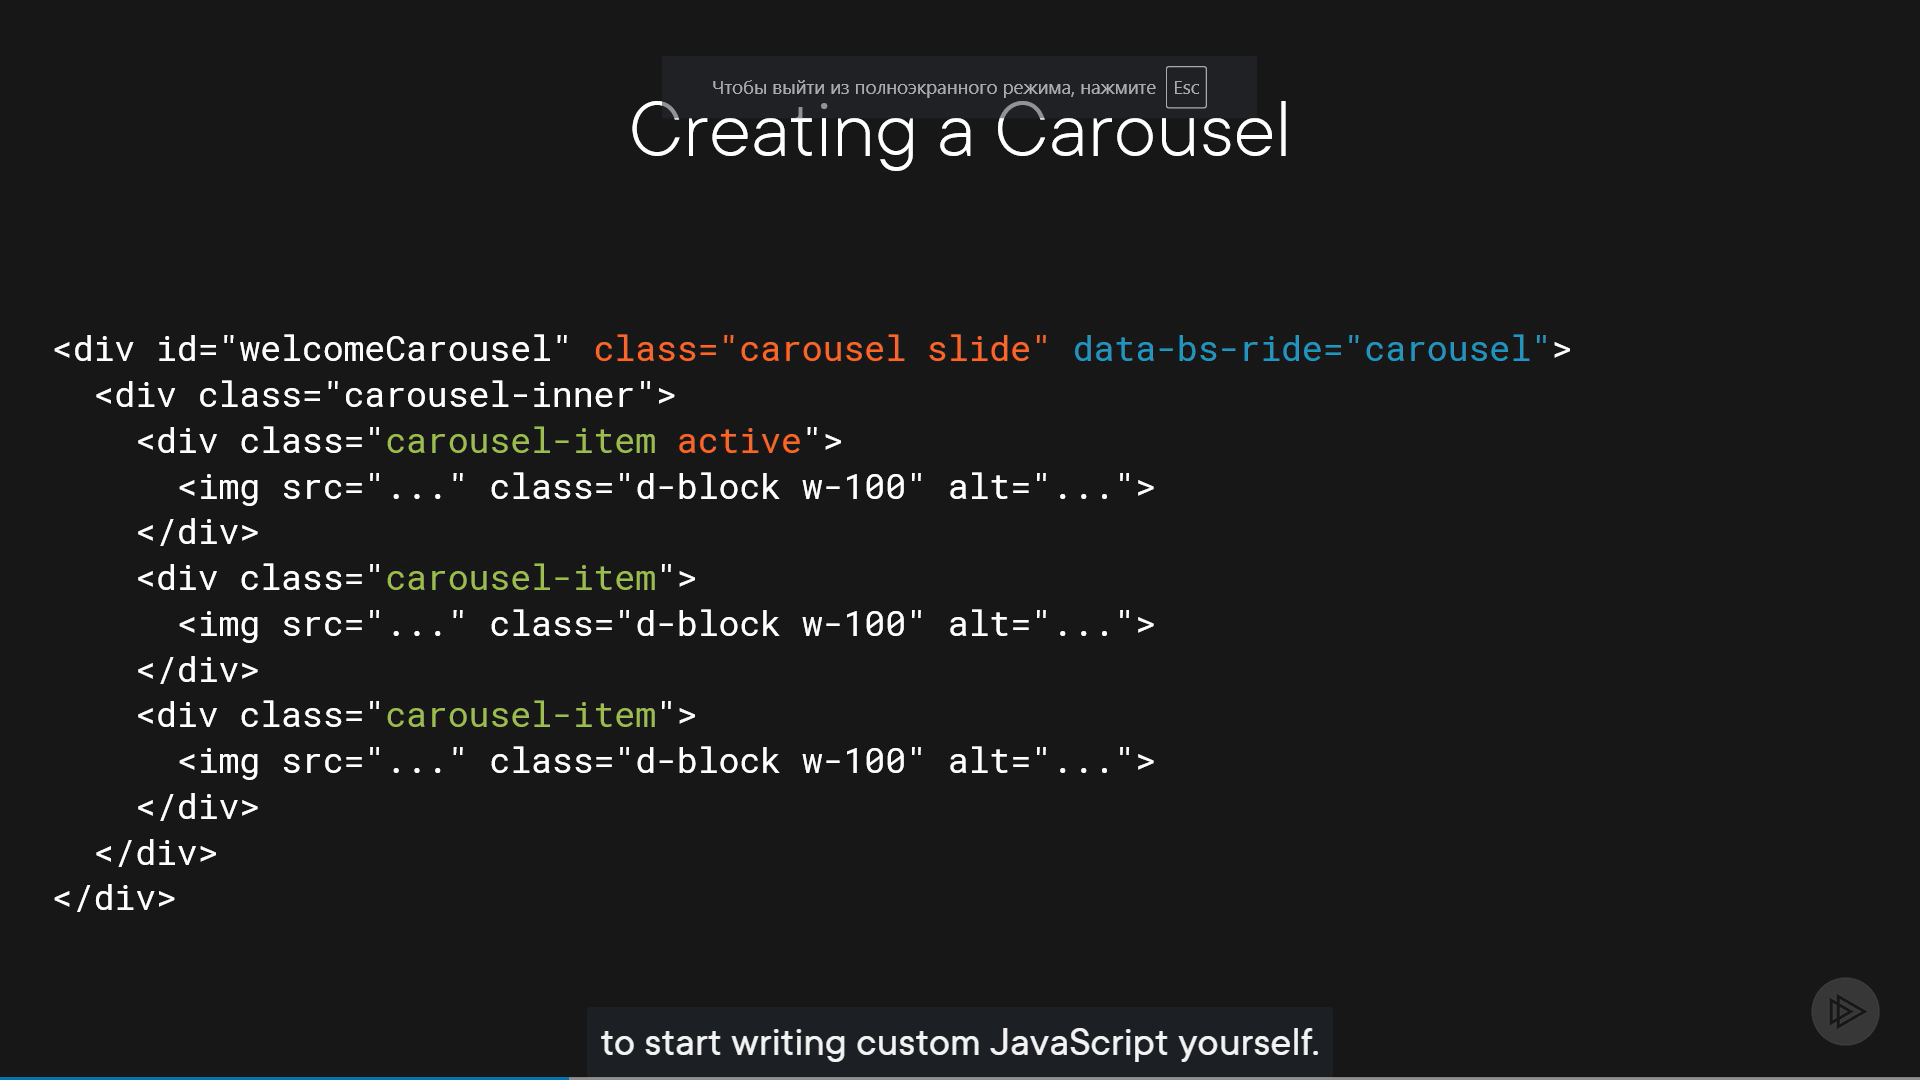 Чтобы выйти из полноэкранного режима, нажмите Esc
Creating a Carousel
<div id="welcomeCarousel" class="carousel slide" data-bs-ride="carousel">
  <div class="carousel-inner">
    <div class="carousel-item active">
      <img src="..." class="d-block w-100" alt="...">
    </div>
    <div class="carousel-item">
      <img src="..." class="d-block w-100" alt="...">
    </div>
    <div class="carousel-item">
      <img src="..." class="d-block w-100" alt="...">
    </div>
  </div>
</div>
to start writing custom JavaScript yourself.